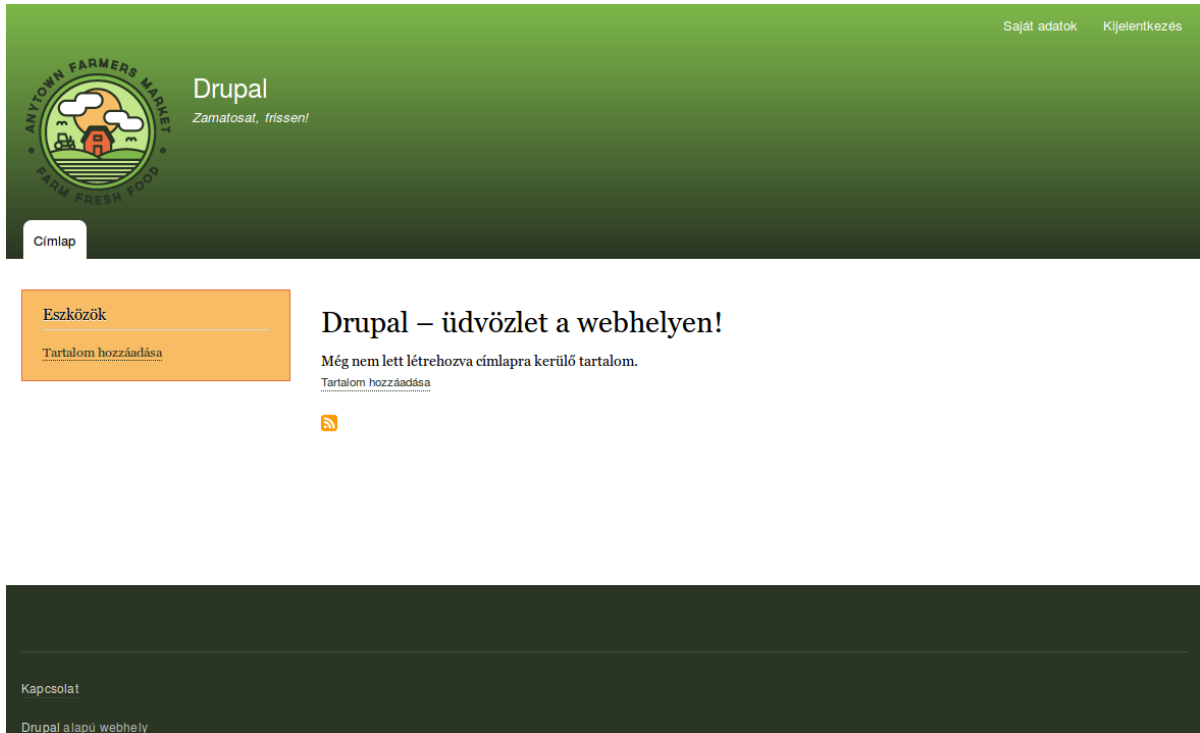 Saját adatok Kijelentkezés
ANYTOWN FARMERS MARKET
FARM FRESH FOOD
Drupal
Zamatosat, frissen!
Címlap
Eszközök
Tartalom hozzáadása
Drupal – üdvözlet a webhelyen!
Még nem lett létrehozva címlapra kerülő tartalom.
Tartalom hozzáadása
Kapcsolat
Drupal alapú webhely